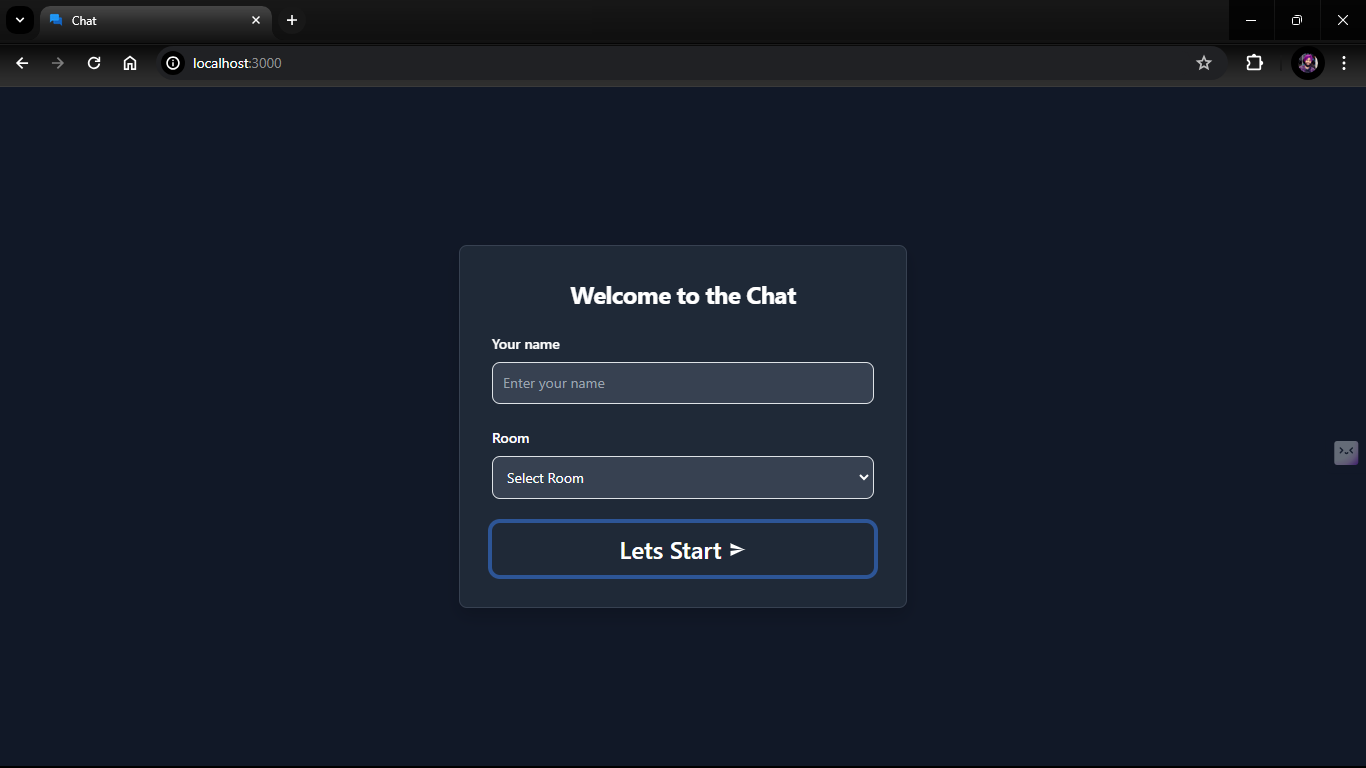 Chat
localhost:3000
Welcome to the Chat
Your name
Enter your name
Room
Select Room
Lets Start